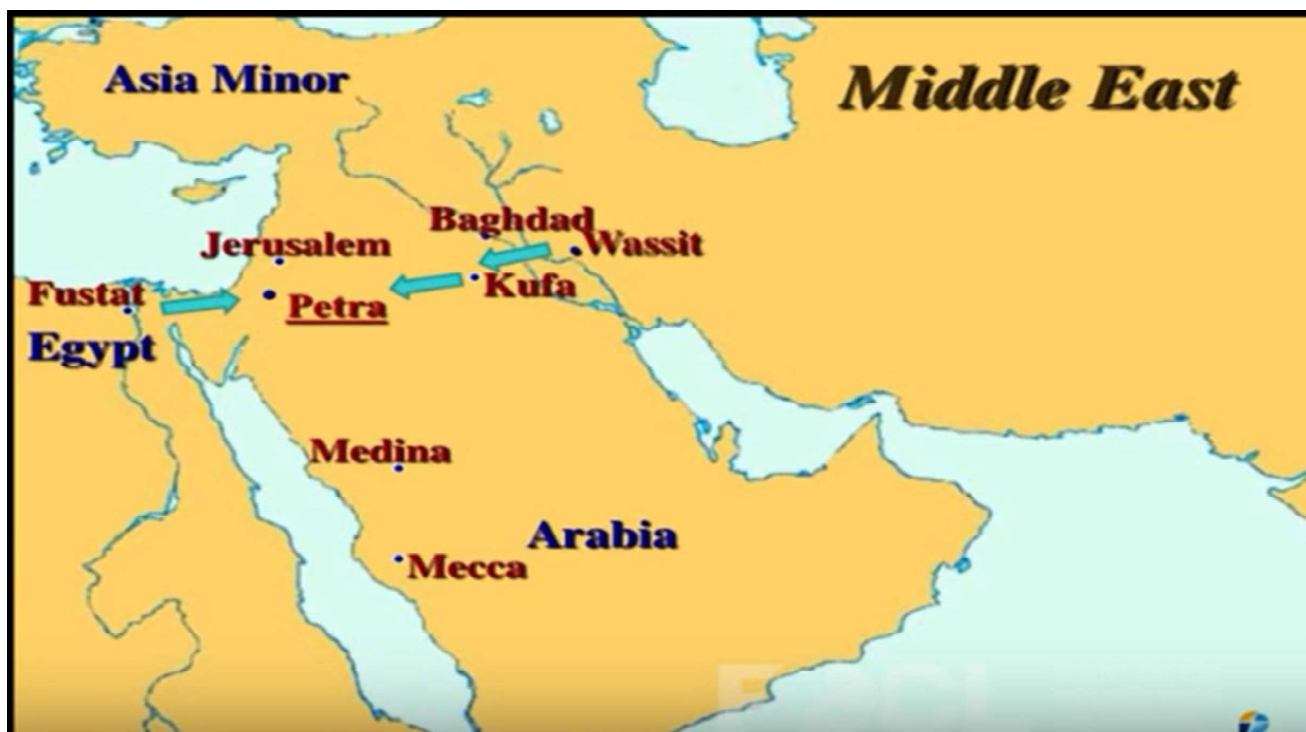 Asia Minor
Middle East
Baghdad
Wassit
Jerusalem
Kufa
Fustat
Petra
Egypt
Medina
Arabia
Mecca